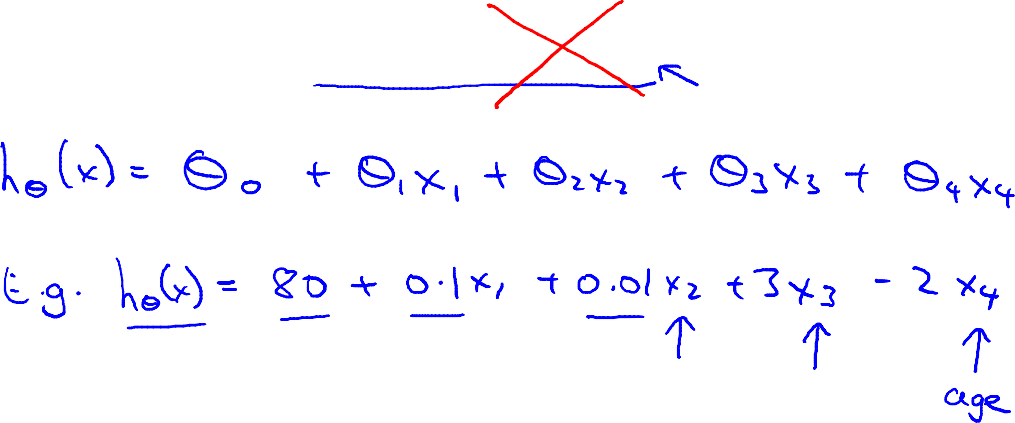 hθ(x) = θ₀ + θ₁x₁ + θ₂x₂ + θ₃x₃ + θ₄x₄
E.g. hθ(x) = 80 + 0.1x₁ + 0.01x₂ + 3x₃ - 2x₄
age